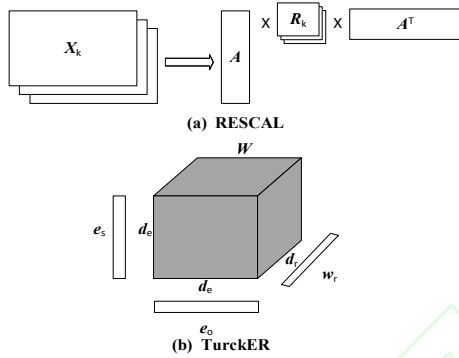 X_k
A × R_k × A^T
(a) RESCAL
W
e_s
d_e
d_r
w_r
d_e
e_o
(b) TurckER